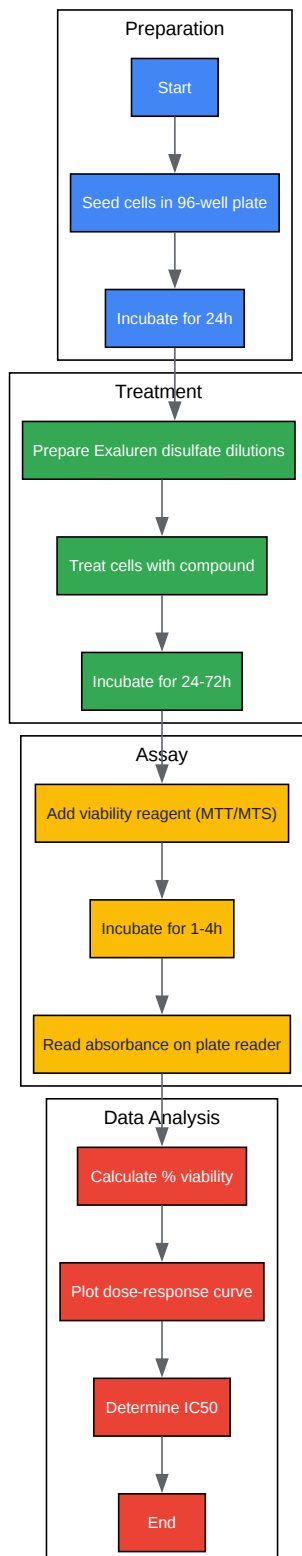 Preparation
Start
Seed cells in 96-well plate
Incubate for 24h
Treatment
Prepare Exaluren disulfate dilutions
Treat cells with compound
Incubate for 24-72h
Assay
Add viability reagent (MTT/MTS)
Incubate for 1-4h
Read absorbance on plate reader
Data Analysis
Calculate % viability
Plot dose-response curve
Determine IC50
End